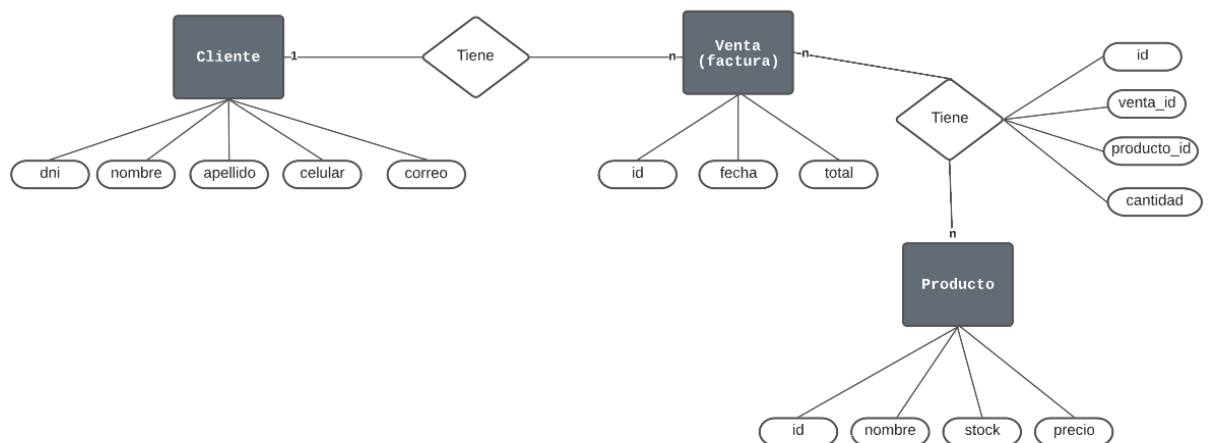 Cliente
1
Tiene
n
Venta
(factura)
n
Tiene
id
venta_id
producto_id
cantidad
dni
nombre
apellido
celular
correo
id
fecha
total
n
Producto
id
nombre
stock
precio